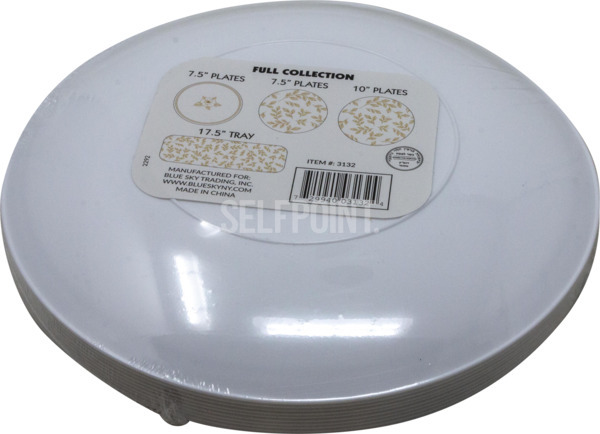 FULL COLLECTION
7.5" PLATES
7.5" PLATES
10" PLATES
17.5" TRAY
ITEM #: 3132
2292
MANUFACTURED FOR:
BLUE SKY TRADING, INC.
WWW.BLUESKYNY.COM
MADE IN CHINA
SELFPOINT.